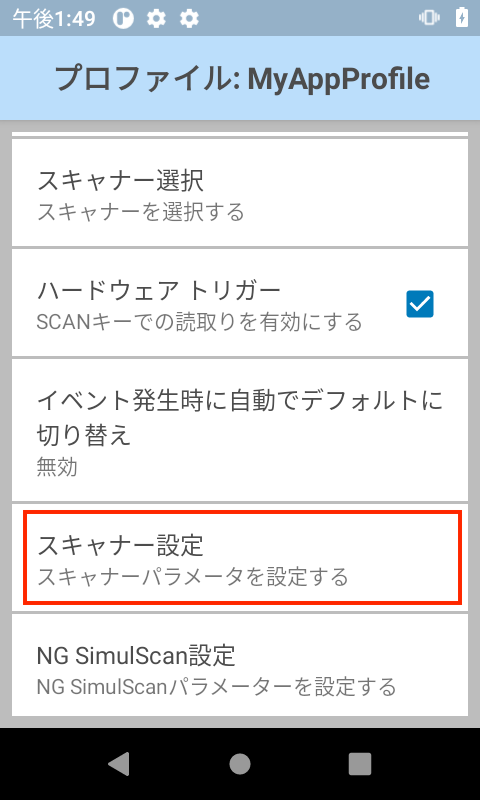 午後1:49
プロファイル: MyAppProfile
スキャナー選択
スキャナーを選択する
ハードウェア トリガー
SCANキーでの読取りを有効にする
イベント発生時に自動でデフォルトに
切り替え
無効
スキャナー設定
スキャナーパラメータを設定する
NG SimulScan設定
NG SimulScanパラメーターを設定する